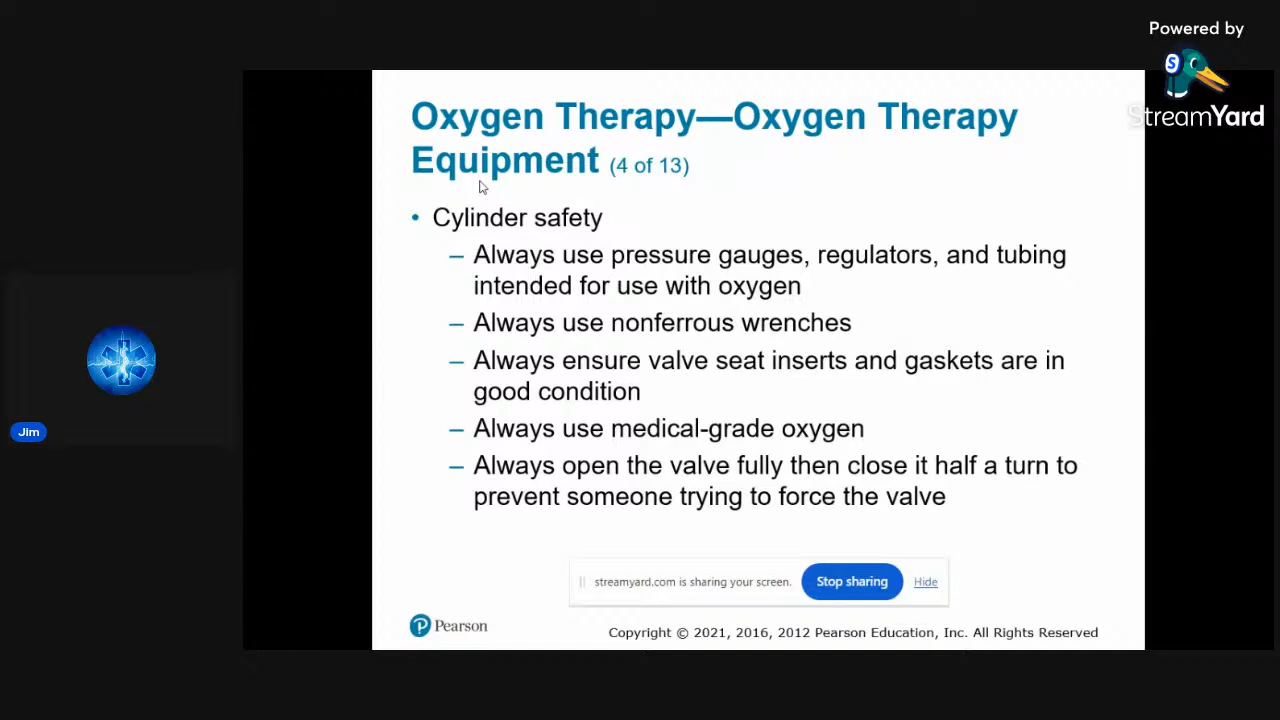 Powered by
StreamYard
Oxygen Therapy—Oxygen Therapy
Equipment (4 of 13)
• Cylinder safety
– Always use pressure gauges, regulators, and tubing
intended for use with oxygen
– Always use nonferrous wrenches
– Always ensure valve seat inserts and gaskets are in
good condition
– Always use medical-grade oxygen
– Always open the valve fully then close it half a turn to
prevent someone trying to force the valve
Jim
streamyard.com is sharing your screen. Stop sharing Hide
Pearson
Copyright © 2021, 2016, 2012 Pearson Education, Inc. All Rights Reserved